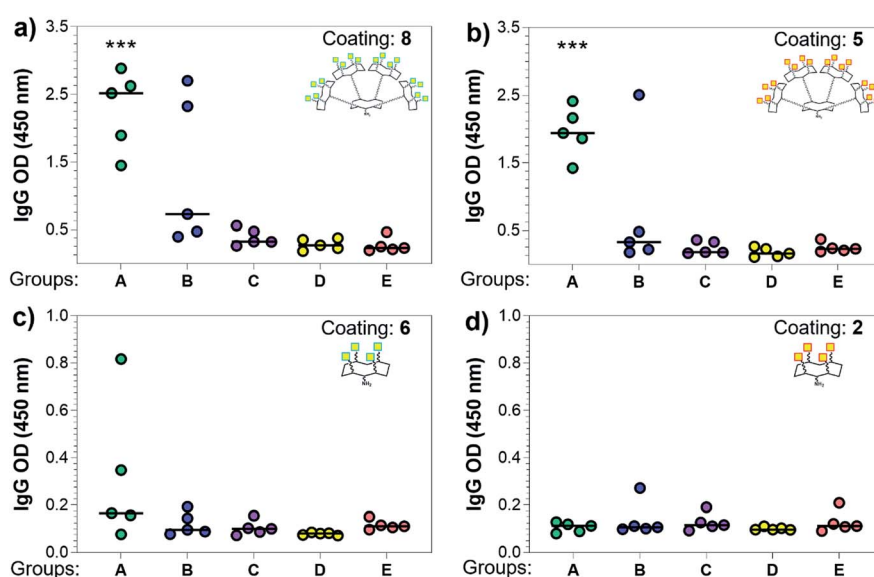 a)
***
Coating: 8
IgG OD (450 nm)
3.5
2.5
1.5
0.5
Groups: A B C D E
b)
***
Coating: 5
IgG OD (450 nm)
3.5
2.5
1.5
0.5
Groups: A B C D E
c)
Coating: 6
NH₂
IgG OD (450 nm)
1.0
0.8
0.6
0.4
0.2
0.0
Groups: A B C D E
d)
Coating: 2
NH₂
IgG OD (450 nm)
1.0
0.8
0.6
0.4
0.2
0.0
Groups: A B C D E